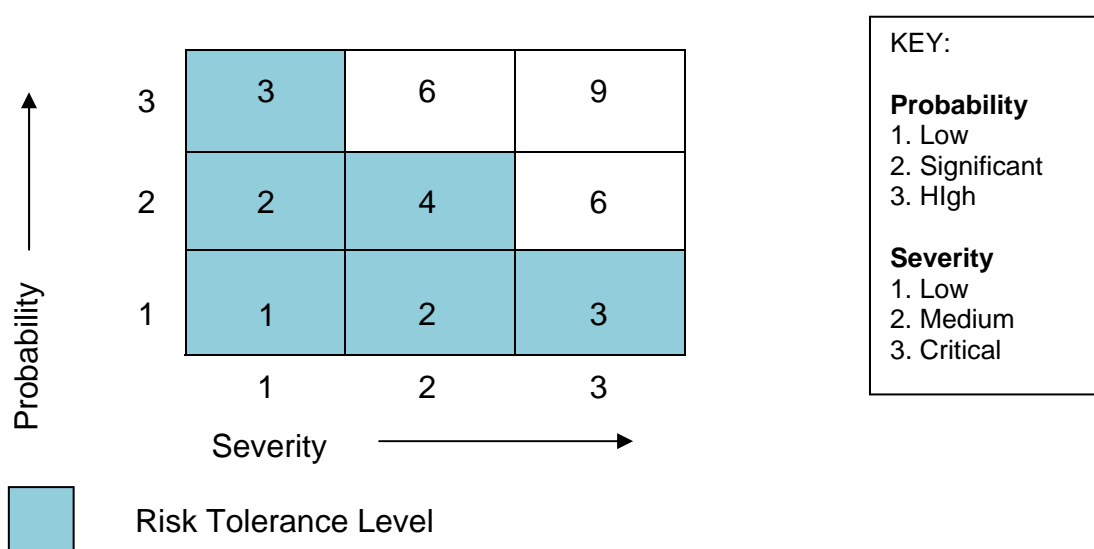 3 3 6 9
2 2 4 6
1 1 2 3
1 2 3
Probability
Severity
Risk Tolerance Level
KEY:
Probability
1. Low
2. Significant
3. HIgh
Severity
1. Low
2. Medium
3. Critical